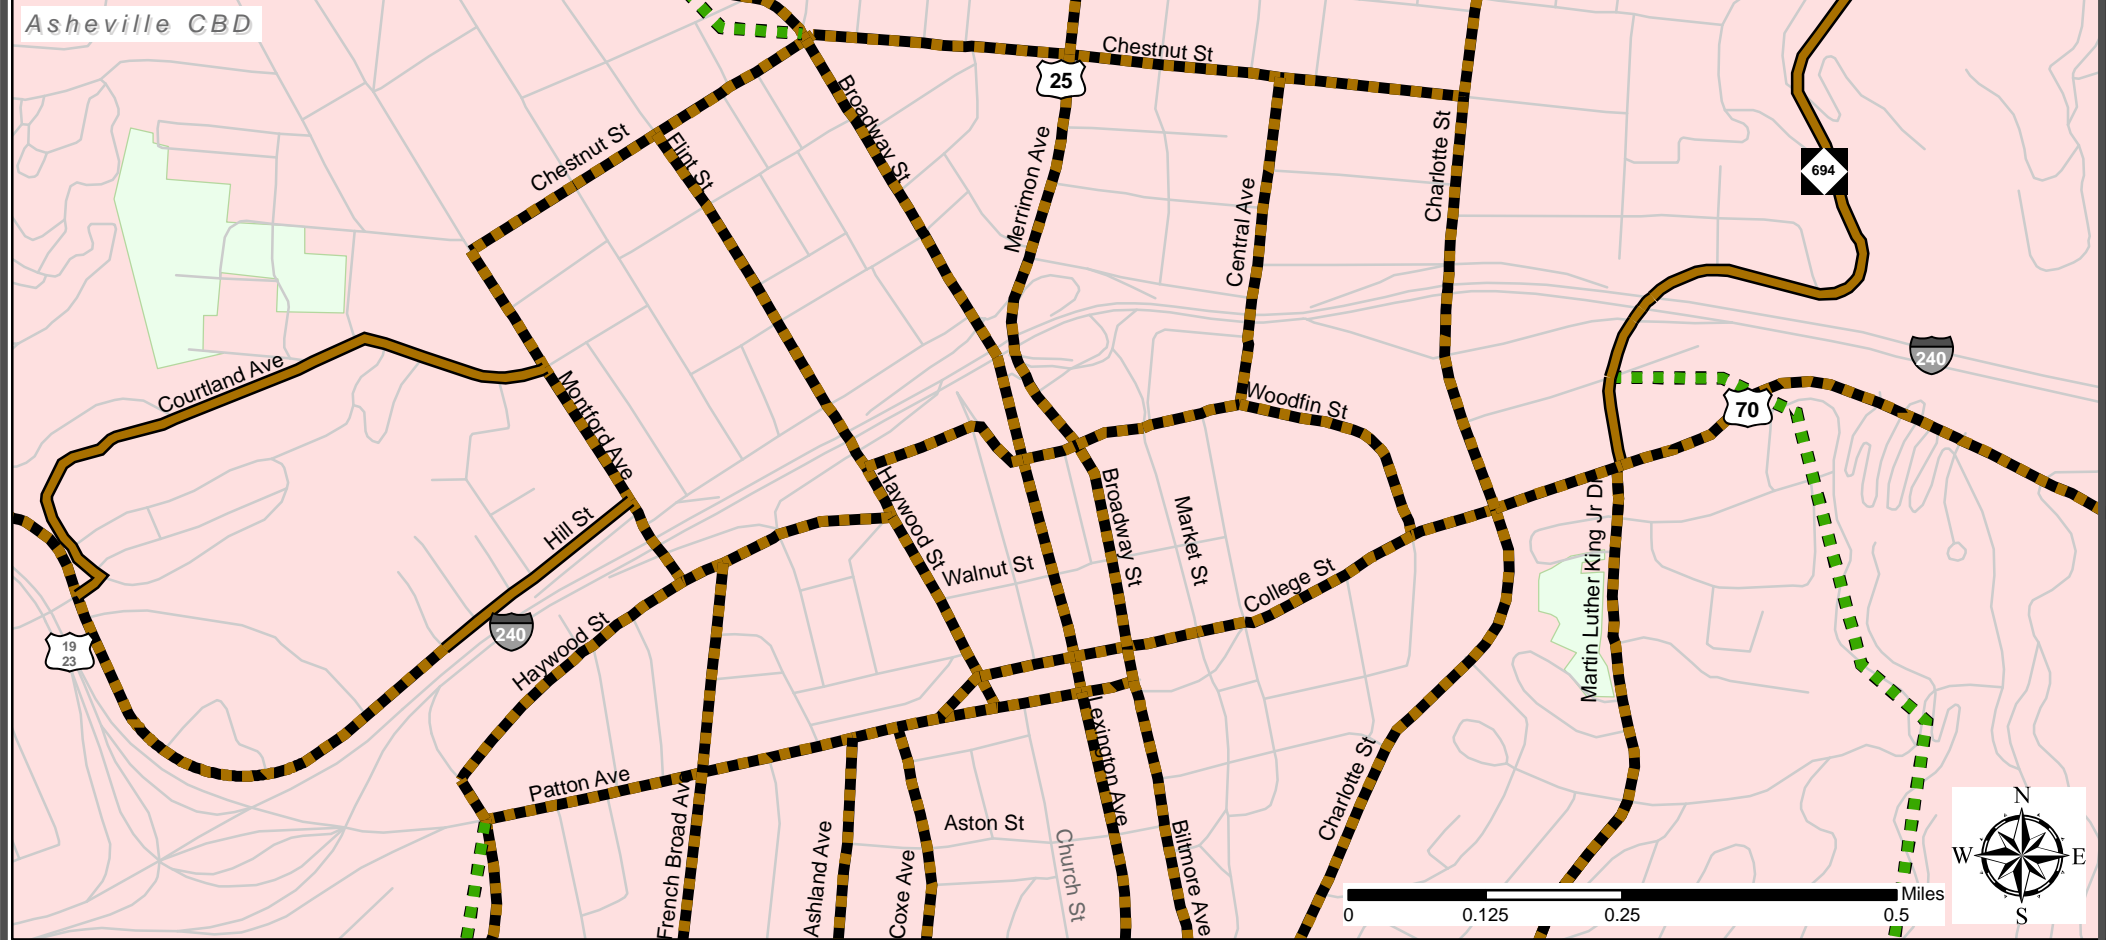 Asheville CBD
Chestnut St
25
Broadway St
Chestnut St
Flint St
Merrimon Ave
Charlotte St
694
Central Ave
240
Courtland Ave
Montford Ave
Woodfin St
70
Haywood St
Broadway St
Market St
Hill St
Walnut St
College St
Martin Luther King Jr Dr
19
23
240
Haywood St
Patton Ave
Lexington Ave
Charlotte St
French Broad Ave
Ashland Ave
Coxe Ave
Aston St
Church St
Biltmore Ave
N
W
E
S
Miles
0
0.125
0.25
0.5